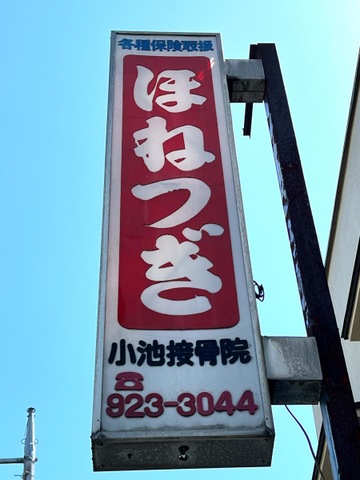 各種保険取扱
ほねつぎ
小池接骨院
☎
923-3044